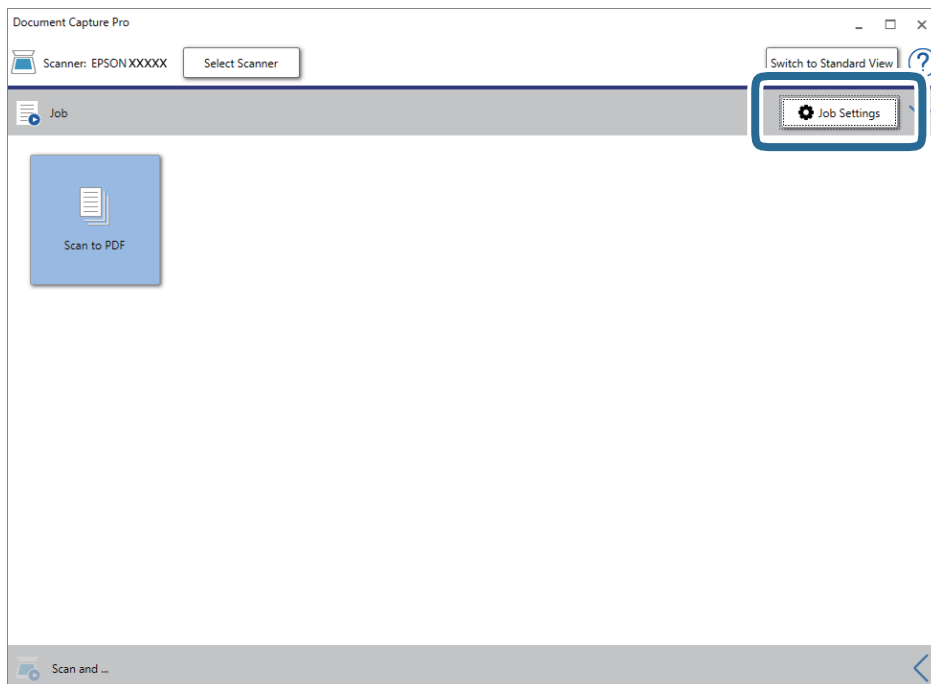 Document Capture Pro
Scanner: EPSON XXXXX Select Scanner Switch to Standard View ?
Job Job Settings
Scan to PDF
Scan and ...